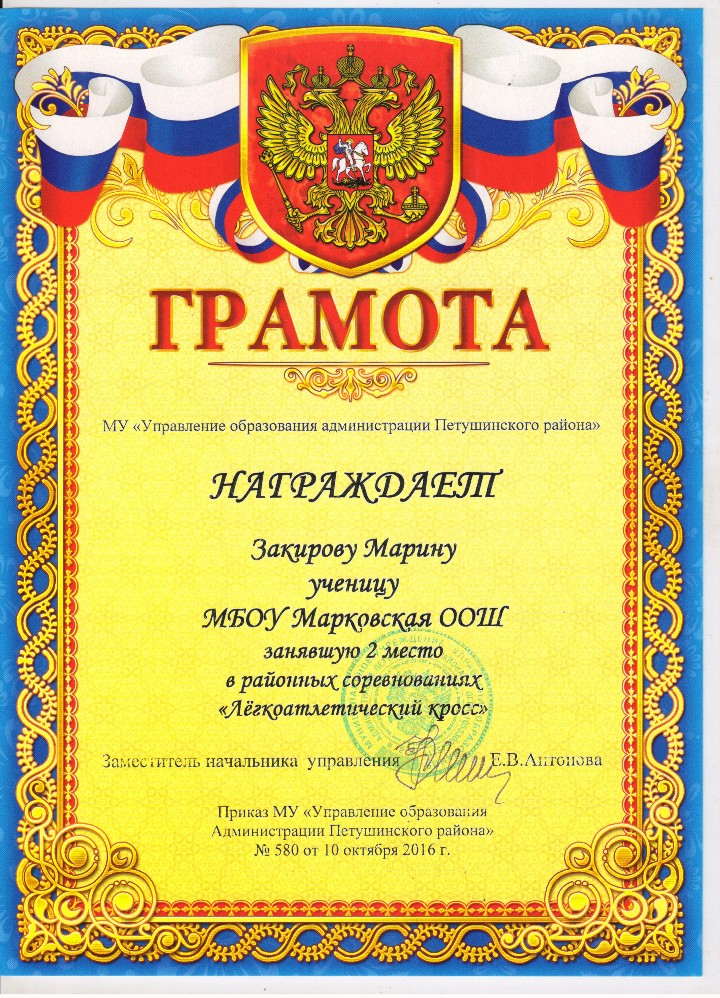 ГРАМОТА
МУ «Управление образования администрации Петушинского района»
НАГРАЖДАЕТ
Закирову Марину
ученицу
МБОУ Марковская ООШ
занявшую 2 место
в районных соревнованиях
«Лёгкоатлетический кросс»
Заместитель начальника управления Е.В.Антонова
Приказ МУ «Управление образования
Администрации Петушинского района»
№ 580 от 10 октября 2016 г.